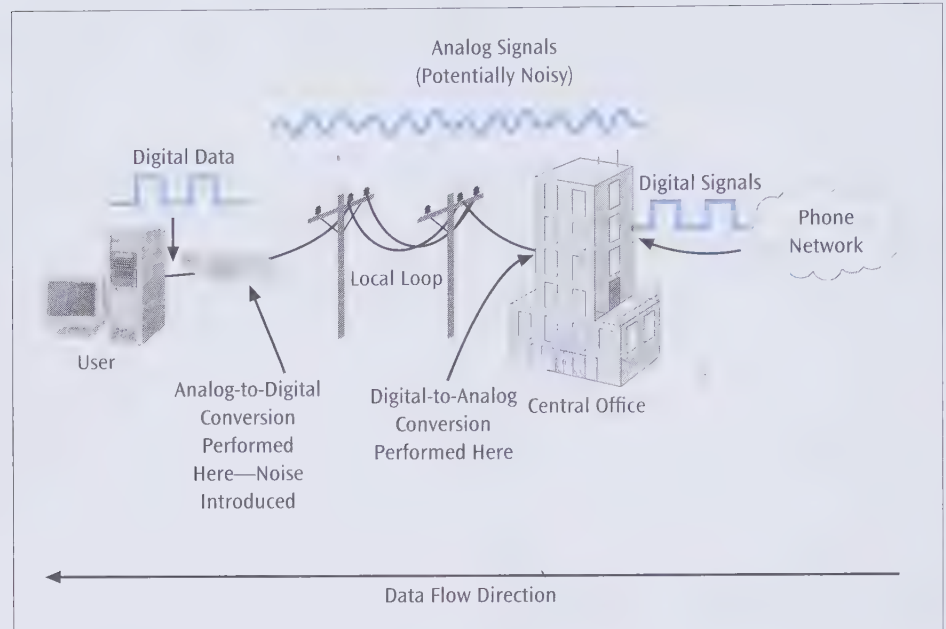 Analog Signals
(Potentially Noisy)
Digital Data
Digital Signals
Phone
Network
Local Loop
User
Analog-to-Digital
Conversion
Performed
Here—Noise
Introduced
Digital-to-Analog
Conversion
Performed Here
Central Office
Data Flow Direction